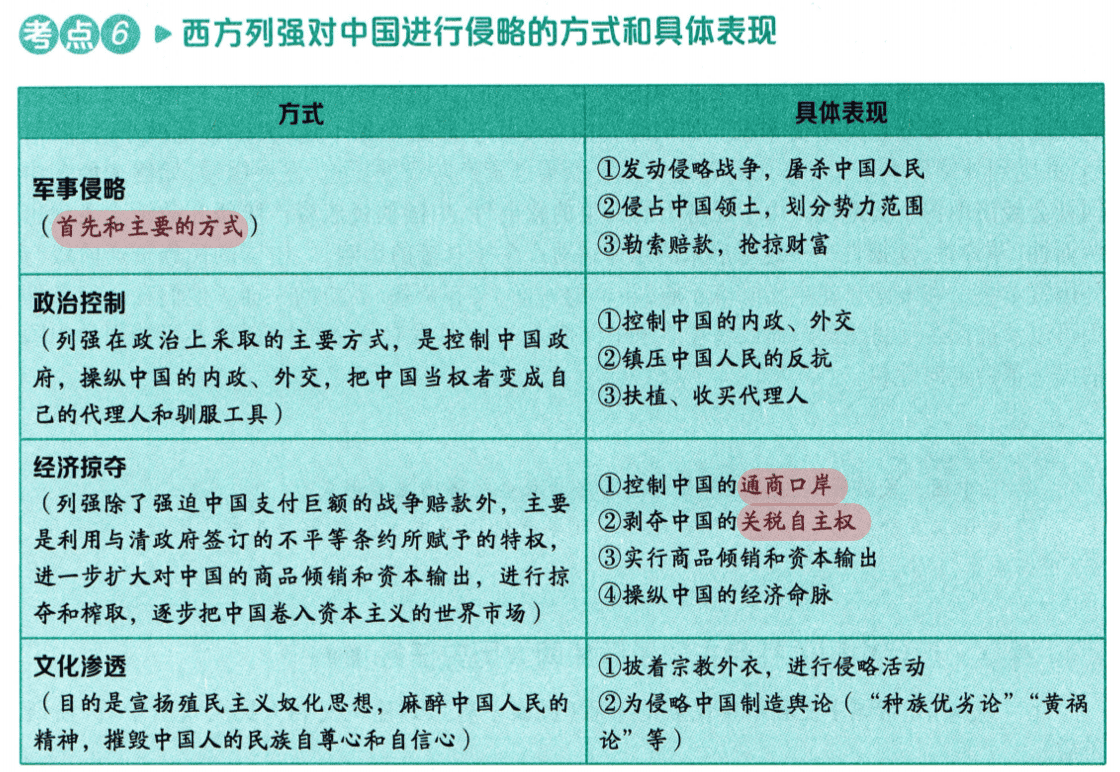 考点6 ▶ 西方列强对中国进行侵略的方式和具体表现
方式
具体表现
军事侵略
（首先和主要的方式）
①发动侵略战争，屠杀中国人民
②侵占中国领土，划分势力范围
③勒索赔款，抢掠财富
政治控制
（列强在政治上采取的主要方式，是控制中国政
府，操纵中国的内政、外交，把中国当权者变成自
己的代理人和驯服工具）
①控制中国的内政、外交
②镇压中国人民的反抗
③扶植、收买代理人
经济掠夺
（列强除了强迫中国支付巨额的战争赔款外，主要
是利用与清政府签订的不平等条约所赋予的特权，
进一步扩大对中国的商品倾销和资本输出，进行掠
夺和榨取，逐步把中国卷入资本主义的世界市场）
①控制中国的通商口岸
②剥夺中国的关税自主权
③实行商品倾销和资本输出
④操纵中国的经济命脉
文化渗透
（目的是宣扬殖民主义奴化思想，麻醉中国人民的
精神，摧毁中国人的民族自尊心和自信心）
①披着宗教外衣，进行侵略活动
②为侵略中国制造舆论（“种族优劣论”“黄祸
论”等）